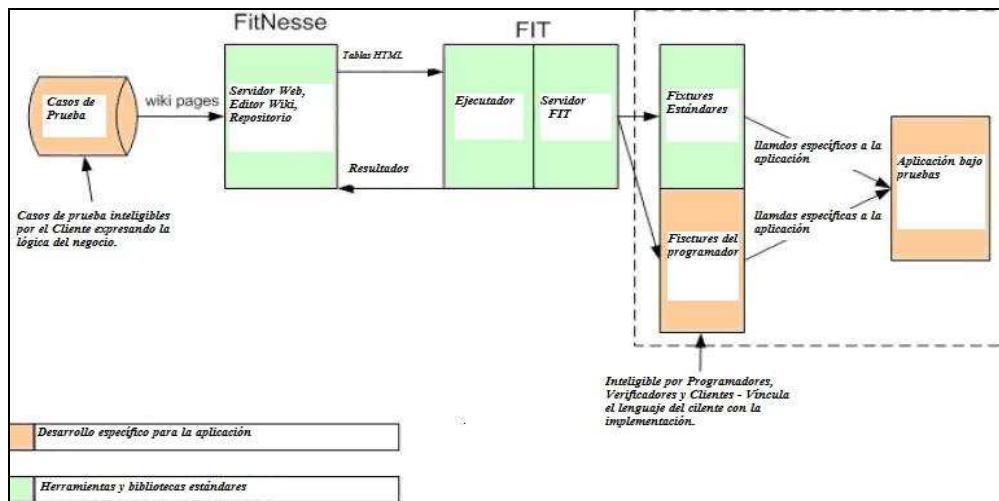 FitNesse
FIT
Casos de
Prueba
wiki pages
Servidor Web,
Editor Wiki,
Repositorio
Tablas HTML
Resultados
Ejecutador
Servidor
FIT
Fixtures
Estándares
Fisctures del
programador
llamdos específicos a la
aplicación
llamdas específicas a la
aplicación
Aplicación bajo
pruebas
Casos de prueba inteligibles
por el Cliente expresando la
lógica del negocio.
Inteligible por Programadores,
Verificadores y Clientes - Víncula
el lenguaje del cilente con la
implementación.
Desarrollo específico para la aplicación
Herramientas y bibliotecas estándares